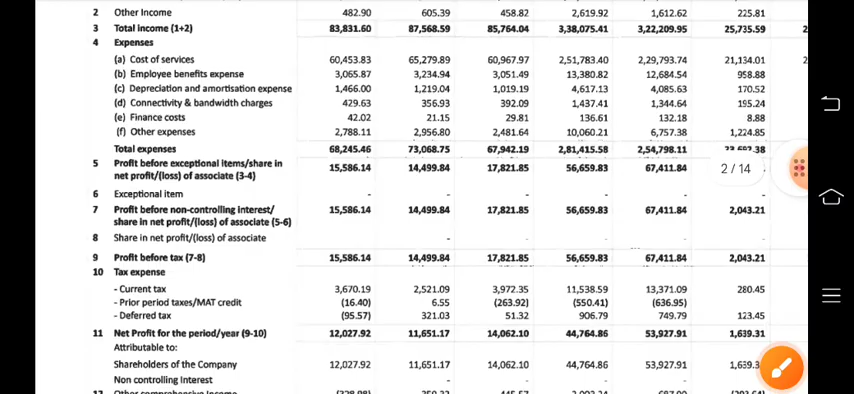 2 Other Income 482.90 605.39 458.82 2,619.92 1,612.62 225.81
3 Total income (1+2) 83,831.60 87,568.59 85,764.04 3,38,075.41 3,22,209.95 25,735.59 2
4 Expenses
(a) Cost of services 60,453.83 65,279.89 60,967.97 2,51,783.40 2,29,793.74 21,134.01 2
(b) Employee benefits expense 3,065.87 3,234.94 3,051.49 13,380.82 12,684.54 958.88
(c) Depreciation and amortisation expense 1,466.00 1,219.04 1,019.19 4,617.13 4,085.63 170.52
(d) Connectivity & bandwidth charges 429.63 356.93 392.09 1,437.41 1,344.64 195.24
(e) Finance costs 42.02 21.15 29.81 136.61 132.18 8.88
(f) Other expenses 2,788.11 2,956.80 2,481.64 10,060.21 6,757.38 1,224.85
Total expenses 68,245.46 73,068.75 67,942.19 2,81,415.58 2,54,798.11
5 Profit before exceptional items/share in 15,586.14 14,499.84 17,821.85 56,659.83 67,411.84 2 / 14
net profit/(loss) of associate (3-4)
6 Exceptional item - - - - - -
7 Profit before non-controlling interest/ 15,586.14 14,499.84 17,821.85 56,659.83 67,411.84 2,043.21
share in net profit/(loss) of associate (5-6)
8 Share in net profit/(loss) of associate - - - - -
9 Profit before tax (7-8) 15,586.14 14,499.84 17,821.85 56,659.83 67,411.84 2,043.21
10 Tax expense
- Current tax 3,670.19 2,521.09 3,972.35 11,538.59 13,371.09 280.45
- Prior period taxes/MAT credit (16.40) 6.55 (263.92) (550.41) (636.95) -
- Deferred tax (95.57) 321.03 51.32 906.79 749.79 123.45
11 Net Profit for the period/year (9-10) 12,027.92 11,651.17 14,062.10 44,764.86 53,927.91 1,639.31
Attributable to:
Shareholders of the Company 12,027.92 11,651.17 14,062.10 44,764.86 53,927.91 1,639.3
Non controlling interest - - - - -